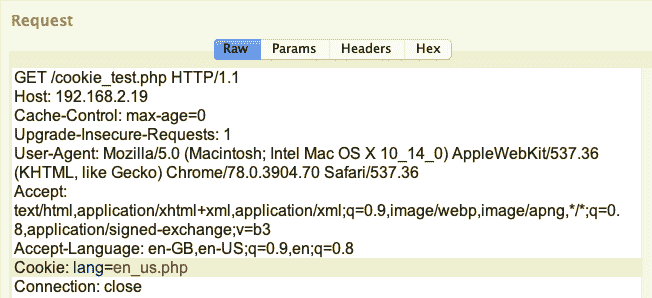 Request
Raw Params Headers Hex
GET /cookie_test.php HTTP/1.1
Host: 192.168.2.19
Cache-Control: max-age=0
Upgrade-Insecure-Requests: 1
User-Agent: Mozilla/5.0 (Macintosh; Intel Mac OS X 10_14_0) AppleWebKit/537.36
(KHTML, like Gecko) Chrome/78.0.3904.70 Safari/537.36
Accept:
text/html,application/xhtml+xml,application/xml;q=0.9,image/webp,image/apng,*/*;q=0.
8,application/signed-exchange;v=b3
Accept-Language: en-GB,en-US;q=0.9,en;q=0.8
Cookie: lang=en_us.php
Connection: close